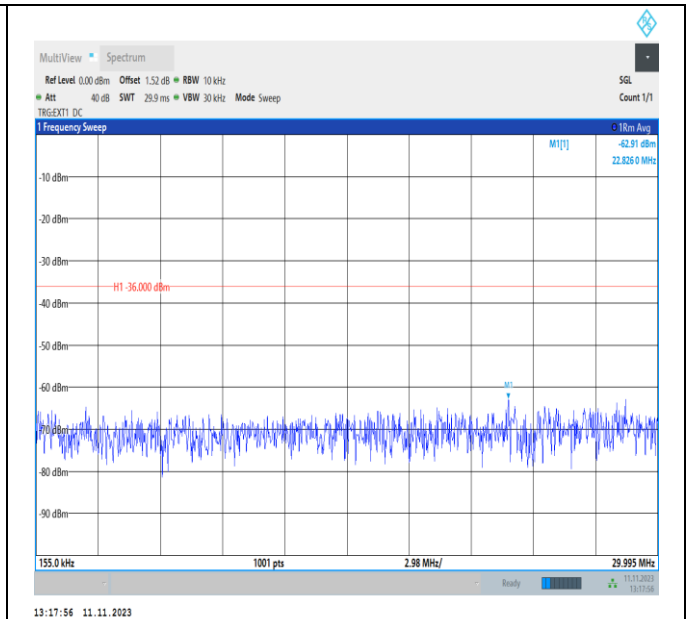 MultiView Spectrum
Ref Level 0.00 dBm Offset 1.52 dB RBW 10 kHz SGL
Att 40 dB SWT 29.9 ms VBW 30 kHz Mode Sweep Count 1/1
TRG:EXT1 DC
1 Frequency Sweep 1Rm Avg
M1[1] -62.91 dBm
22.826 0 MHz
-10 dBm
-20 dBm
-30 dBm
H1 -36.000 dBm
-40 dBm
-50 dBm
-60 dBm
M1
-70 dBm
-80 dBm
-90 dBm
155.0 kHz 1001 pts 2.98 MHz/ 29.995 MHz
Ready 11.11.2023
13:17:56
13:17:56 11.11.2023